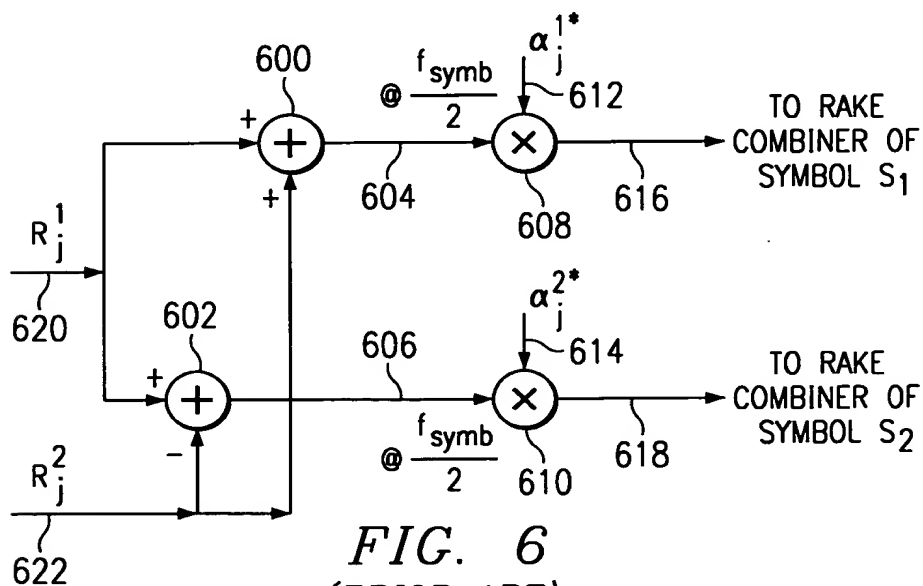 600
@ f_symb/2
α_j^1*
612
TO RAKE
COMBINER OF
SYMBOL S_1
+
+
+
×
604
608
616
R_j^1
620
602
606
α_j^2*
614
TO RAKE
COMBINER OF
SYMBOL S_2
+
+
−
×
@ f_symb/2
610
618
R_j^2
622
FIG. 6
(PRIOR ART)